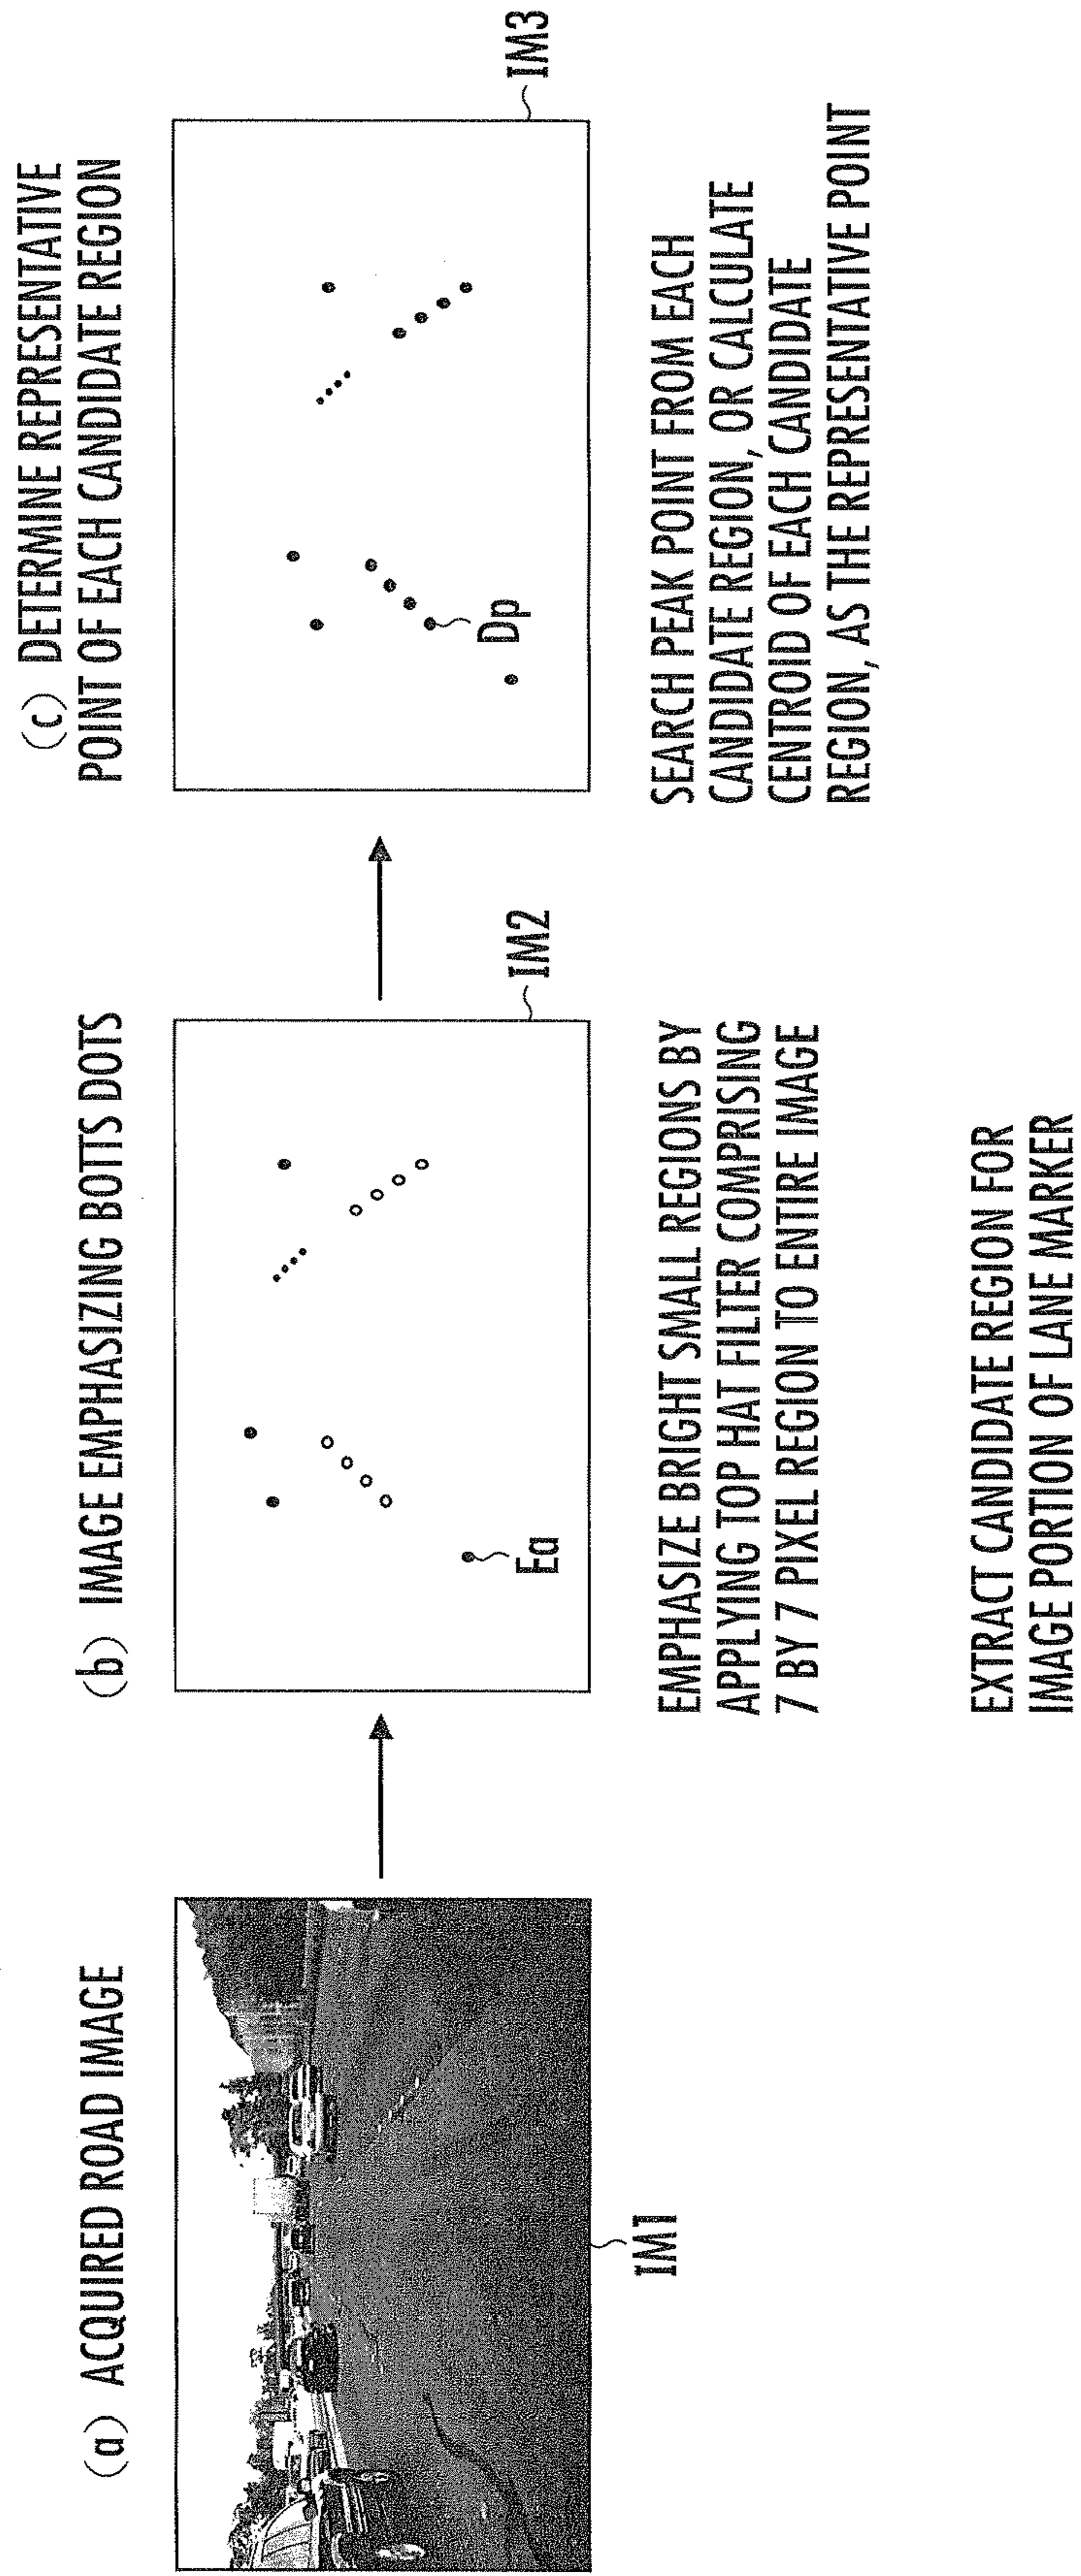 (a) ACQUIRED ROAD IMAGE
IM1
(b) IMAGE EMPHASIZING BOTTS DOTS
Ea
IM2
EMPHASIZE BRIGHT SMALL REGIONS BY
APPLYING TOP HAT FILTER COMPRISING
7 BY 7 PIXEL REGION TO ENTIRE IMAGE
EXTRACT CANDIDATE REGION FOR
IMAGE PORTION OF LANE MARKER
(c) DETERMINE REPRESENTATIVE
POINT OF EACH CANDIDATE REGION
Dp
IM3
SEARCH PEAK POINT FROM EACH
CANDIDATE REGION, OR CALCULATE
CENTROID OF EACH CANDIDATE
REGION, AS THE REPRESENTATIVE POINT